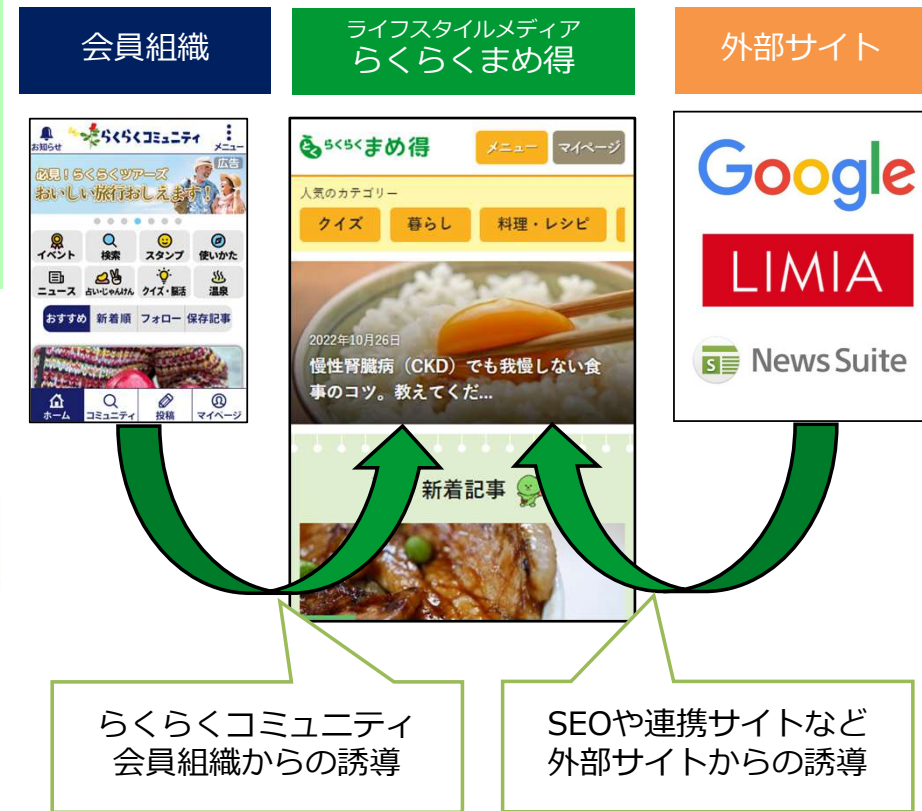 会員組織
ライフスタイルメディア
らくらくまめ得
外部サイト
お知らせ
らくらくコミュニティ
メニュー
必見！らくらくツアーズ
おいしい旅行おしえます！
広告
イベント 検索 スタンプ 使いかた
ニュース 占い・じゃんけん クイズ・脳活 温泉
おすすめ 新着順 フォロー 保存記事
ホーム コミュニティ 投稿 マイページ
とく らくらくまめ得
メニュー マイページ
人気のカテゴリー
クイズ 暮らし 料理・レシピ
2022年10月26日
慢性腎臓病（CKD）でも我慢しない食
事のコツ。教えてくだ...
新着記事
Google
LIMIA
S News Suite
らくらくコミュニティ
会員組織からの誘導
SEOや連携サイトなど
外部サイトからの誘導